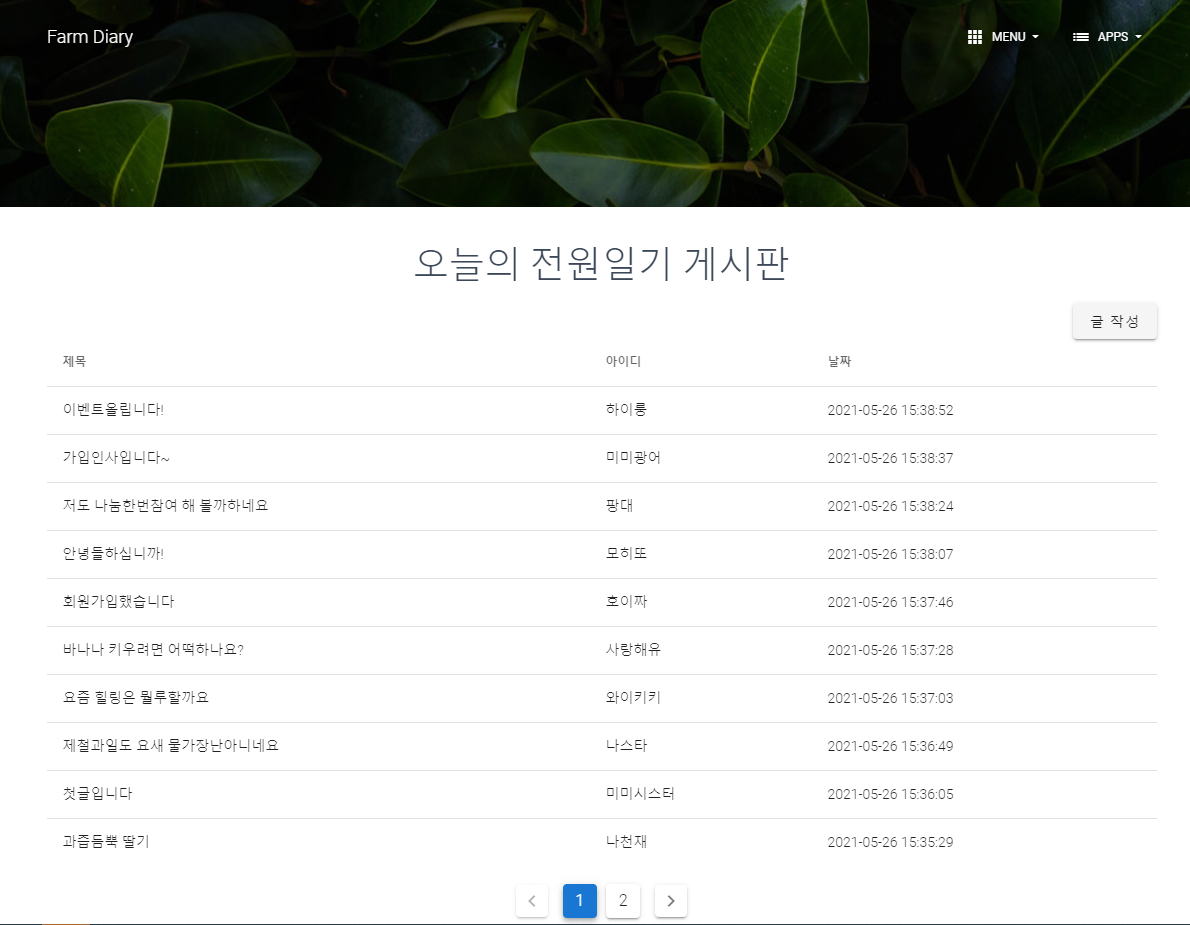 Farm Diary MENU APPS
오늘의 전원일기 게시판
글 작성
제목 아이디 날짜
이벤트올립니다! 하이룽 2021-05-26 15:38:52
가입인사입니다~ 미미광어 2021-05-26 15:38:37
저도 나눔한번참여 해 볼까하네요 팡대 2021-05-26 15:38:24
안녕들하십니까! 모히또 2021-05-26 15:38:07
회원가입했습니다 호이짜 2021-05-26 15:37:46
바나나 키우려면 어떡하나요? 사랑해유 2021-05-26 15:37:28
요즘 힐링은 뭘루할까요 와이키키 2021-05-26 15:37:03
제철과일도 요새 물가장난아니네요 나스타 2021-05-26 15:36:49
첫글입니다 미미시스터 2021-05-26 15:36:05
과즙듬뿍 딸기 나천재 2021-05-26 15:35:29
1 2